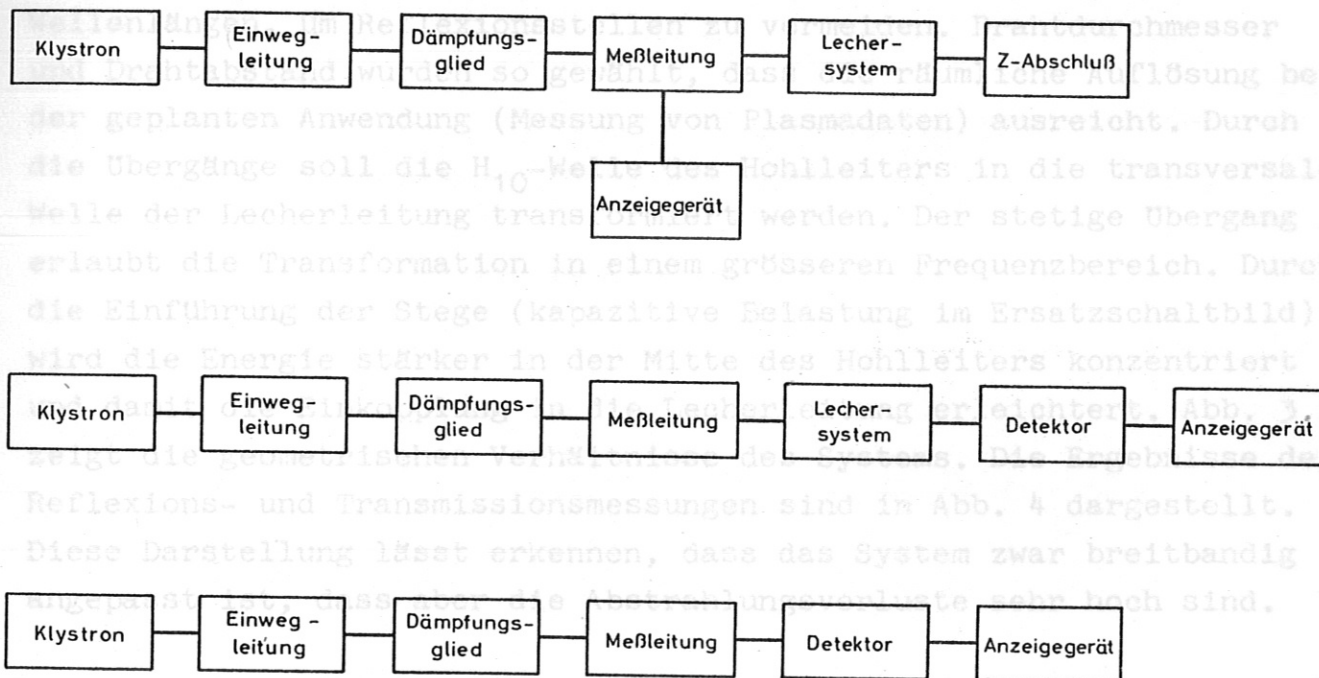 Wellenlängen, um Reflexionsstellen zu vermeiden. Drahtdurchmesser
Klystron
Einweg-
leitung
Dämpfungs-
glied
Meßleitung
Lecher-
system
Z-Abschluß
und Drahtabstand wurden so gewählt, dass die räumliche Auflösung be
der geplanten Anwendung (Messung von Plasmadaten) ausreicht. Durch
die Übergänge soll die H10-Welle des Hohlleiters in die transversal
Anzeigegerät
Welle der Lecherleitung transformiert werden. Der stetige Übergang
erlaubt die Transformation in einem grösseren Frequenzbereich. Durc
die Einführung der Stege (kapazitive Belastung im Ersatzschaltbild)
wird die Energie stärker in der Mitte des Hohlleiters konzentriert
Klystron
Einweg-
leitung
Dämpfungs-
glied
Meßleitung
Lecher-
system
Detektor
Anzeigegerät
und damit die Einkopplung in die Lecherleitung erleichtert. Abb. 3
zeigt die geometrischen Verhältnisse des Systems. Die Ergebnisse de
Reflexions- und Transmissionsmessungen sind in Abb. 4 dargestellt.
Diese Darstellung lässt erkennen, dass das System zwar breitbandig
angepasst ist, dass aber die Abstrahlungsverluste sehr hoch sind.
Klystron
Einweg-
leitung
Dämpfungs-
glied
Meßleitung
Detektor
Anzeigegerät